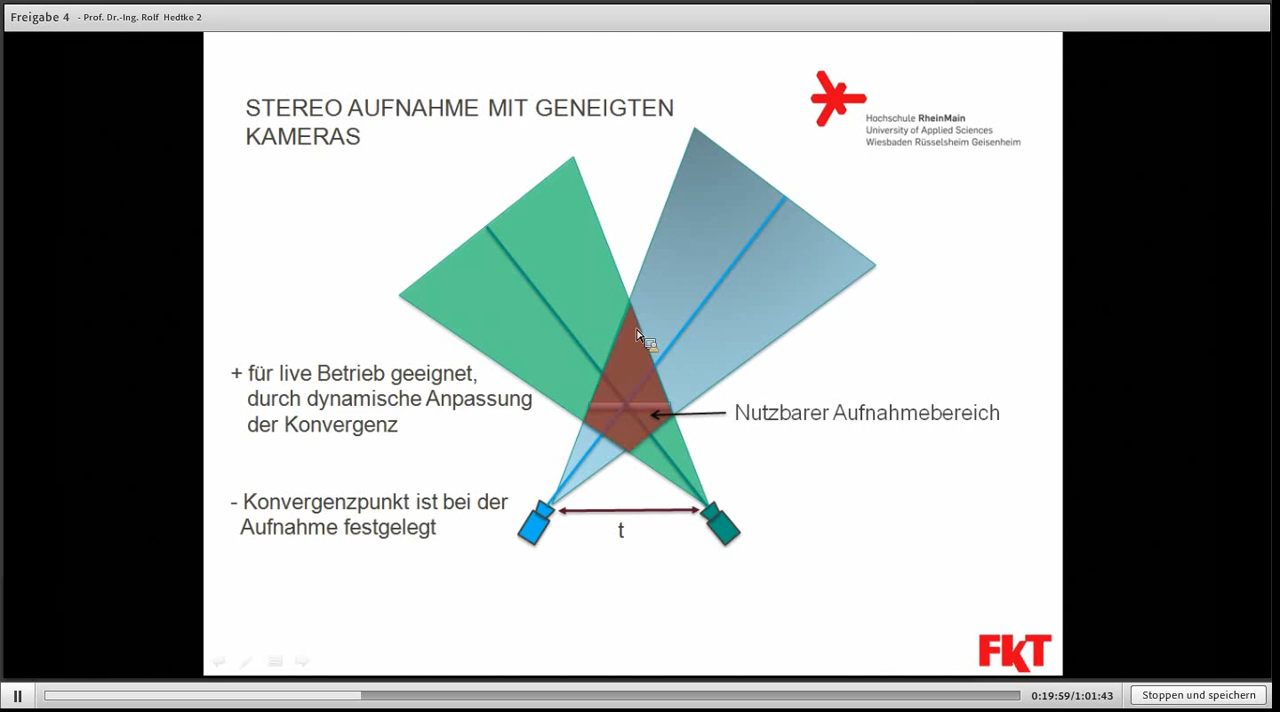 Freigabe 4 - Prof. Dr.-Ing. Rolf Hedtke 2
STEREO AUFNAHME MIT GENEIGTEN
KAMERAS
Hochschule RheinMain
University of Applied Sciences
Wiesbaden Rüsselsheim Geisenheim
+ für live Betrieb geeignet,
durch dynamische Anpassung
der Konvergenz
Nutzbarer Aufnahmebereich
- Konvergenzpunkt ist bei der
Aufnahme festgelegt
t
FKT
0:19:59/1:01:43
Stoppen und speichern